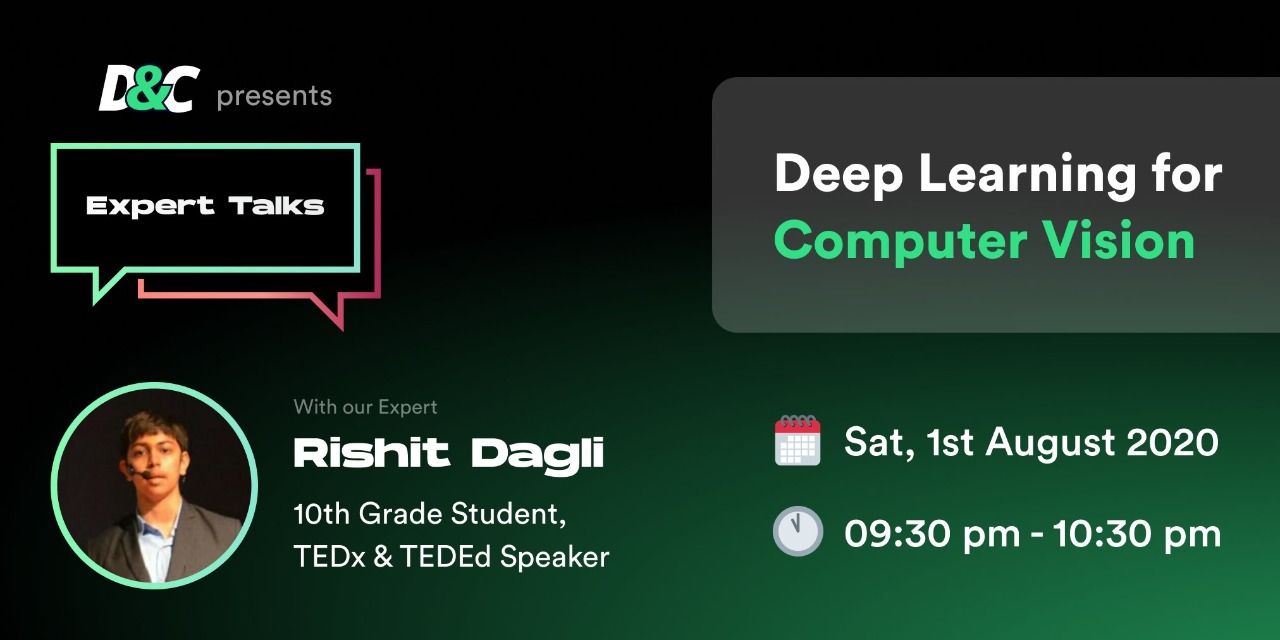 D&C presents
Expert Talks
Deep Learning for
Computer Vision
With our Expert
Rishit Dagli
10th Grade Student,
TEDx & TEDEd Speaker
Sat, 1st August 2020
09:30 pm - 10:30 pm